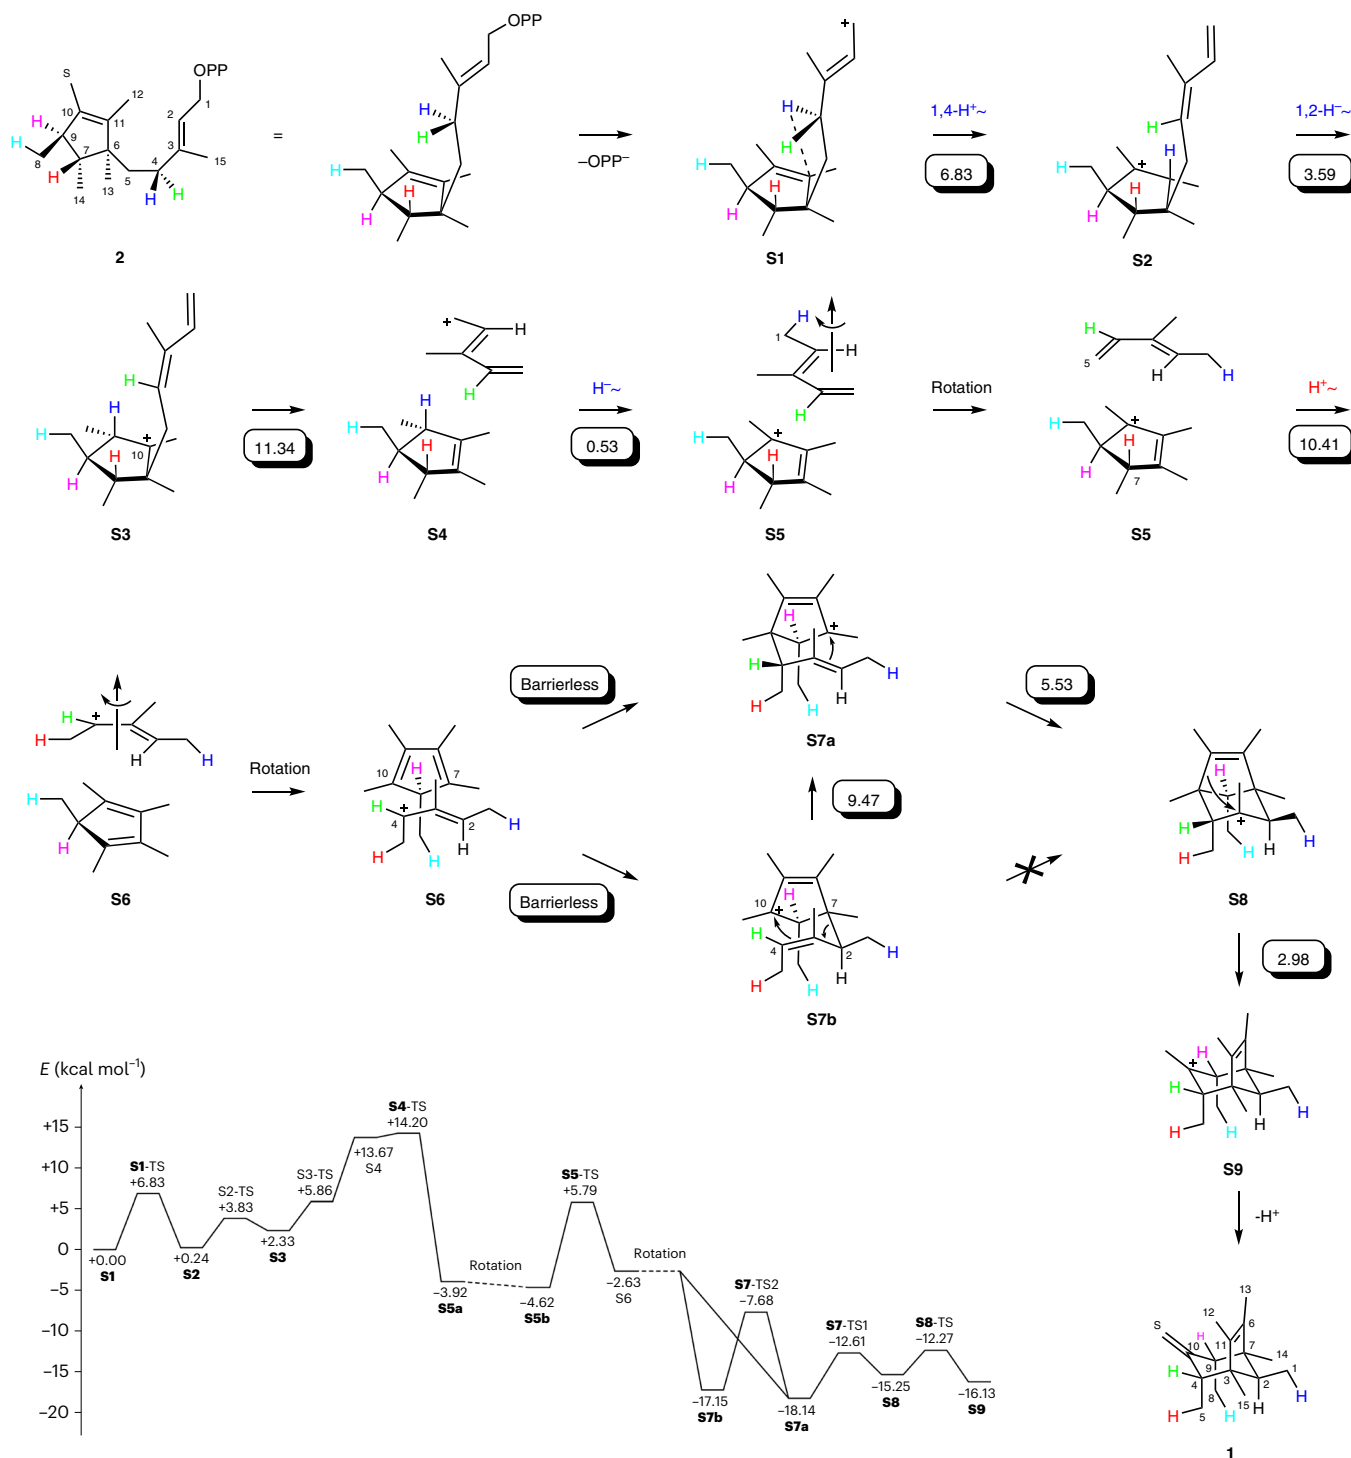 OPP
OPP
S
12
H
10
11
2
1
H
9
6
3
8
7
4
15
H
14
13
5
H
H
2
=
H
H
H
H
H
–OPP⁻
+
H
H
H
H
H
S1
1,4-H⁺~
6.83
H
H
H
+
H
H
S2
1,2-H⁻~
3.59
H
H
H
+
10
H
H
S3
11.34
+
H
H
H
H
H
H
S4
H⁻~
0.53
H
1
H
H
H
+
H
H
S5
Rotation
H
5
H
H
H
+
H
H
7
S5
H⁺~
10.41
H
+
H
H
H
H
H
S6
Rotation
10
7
H
H
+
4
2
H
H
H
H
S6
Barrierless
Barrierless
H
+
H
H
H
H
H
S7a
9.47
10
7
H
+
H
4
2
H
H
H
H
S7b
5.53
H
+
H
H
H
H
H
S8
2.98
+
H
H
H
H
H
H
S9
-H⁺
13
12
S
6
H
10
11
7
14
9
1
H
4
3
2
8
15
H
H
5
H
H
1
E (kcal mol⁻¹)
+15
+10
+5
0
−5
−10
−15
−20
+0.00
S1
S1-TS
+6.83
+0.24
S2
S2-TS
+3.83
+2.33
S3
S3-TS
+5.86
+13.67
S4
S4-TS
+14.20
−3.92
S5a
Rotation
−4.62
S5b
S5-TS
+5.79
−2.63
S6
Rotation
−17.15
S7b
S7-TS2
−7.68
−18.14
S7a
S7-TS1
−12.61
−15.25
S8
S8-TS
−12.27
−16.13
S9